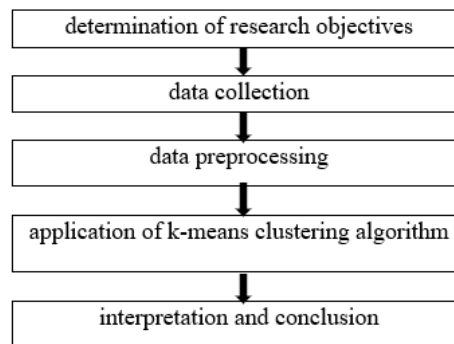 determination of research objectives
data collection
data preprocessing
application of k-means clustering algorithm
interpretation and conclusion